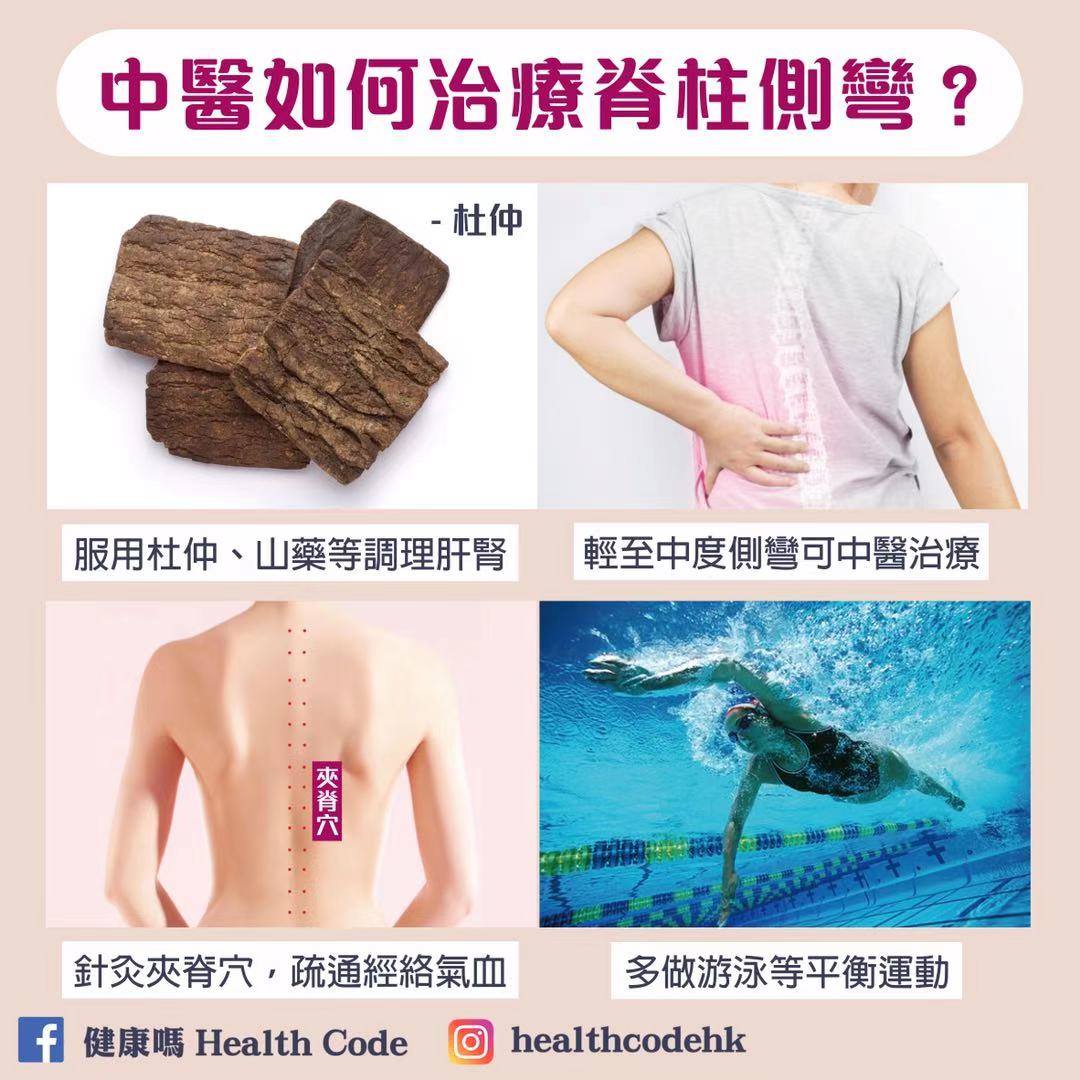 中醫如何治療脊柱側彎？
- 杜仲
服用杜仲、山藥等調理肝腎
輕至中度側彎可中醫治療
夾脊穴
針灸夾脊穴，疏通經絡氣血
多做游泳等平衡運動
健康嗎 Health Code
healthcodehk